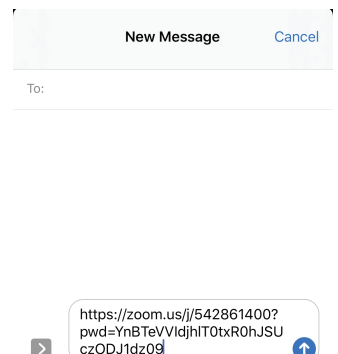 New Message
Cancel
To:
https://zoom.us/j/542861400?
pwd=YnBTeVVldjhlT0txR0hJSU
czODJ1dz09